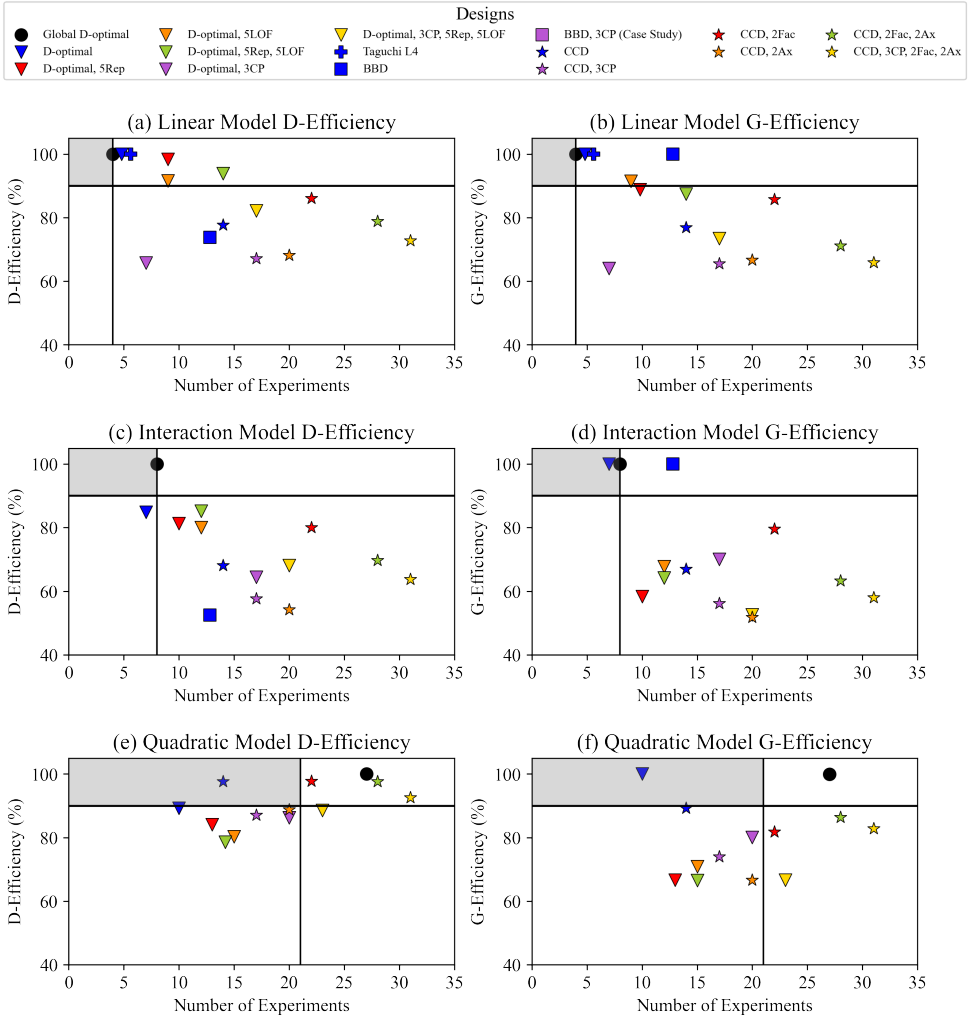 Designs
Global D-optimal
D-optimal
D-optimal, 5Rep
D-optimal, 5LOF
D-optimal, 5Rep, 5LOF
D-optimal, 3CP
D-optimal, 3CP, 5Rep, 5LOF
Taguchi L4
BBD
BBD, 3CP (Case Study)
CCD
CCD, 3CP
CCD, 2Fac
CCD, 2Ax
CCD, 2Fac, 2Ax
CCD, 3CP, 2Fac, 2Ax
(a) Linear Model D-Efficiency
D-Efficiency (%)
100
80
60
40
0 5 10 15 20 25 30 35
Number of Experiments
(b) Linear Model G-Efficiency
G-Efficiency (%)
100
80
60
40
0 5 10 15 20 25 30 35
Number of Experiments
(c) Interaction Model D-Efficiency
D-Efficiency (%)
100
80
60
40
0 5 10 15 20 25 30 35
Number of Experiments
(d) Interaction Model G-Efficiency
G-Efficiency (%)
100
80
60
40
0 5 10 15 20 25 30 35
Number of Experiments
(e) Quadratic Model D-Efficiency
D-Efficiency (%)
100
80
60
40
0 5 10 15 20 25 30 35
Number of Experiments
(f) Quadratic Model G-Efficiency
G-Efficiency (%)
100
80
60
40
0 5 10 15 20 25 30 35
Number of Experiments